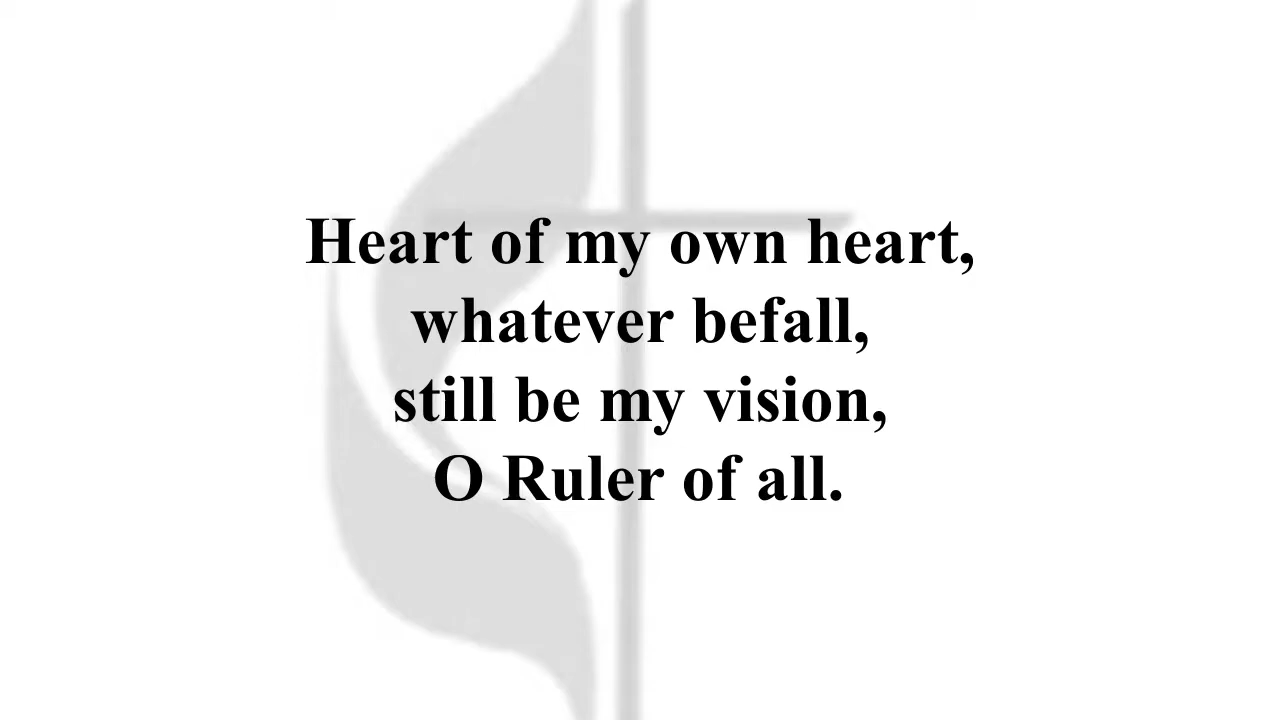 Heart of my own heart,
whatever befall,
still be my vision,
O Ruler of all.